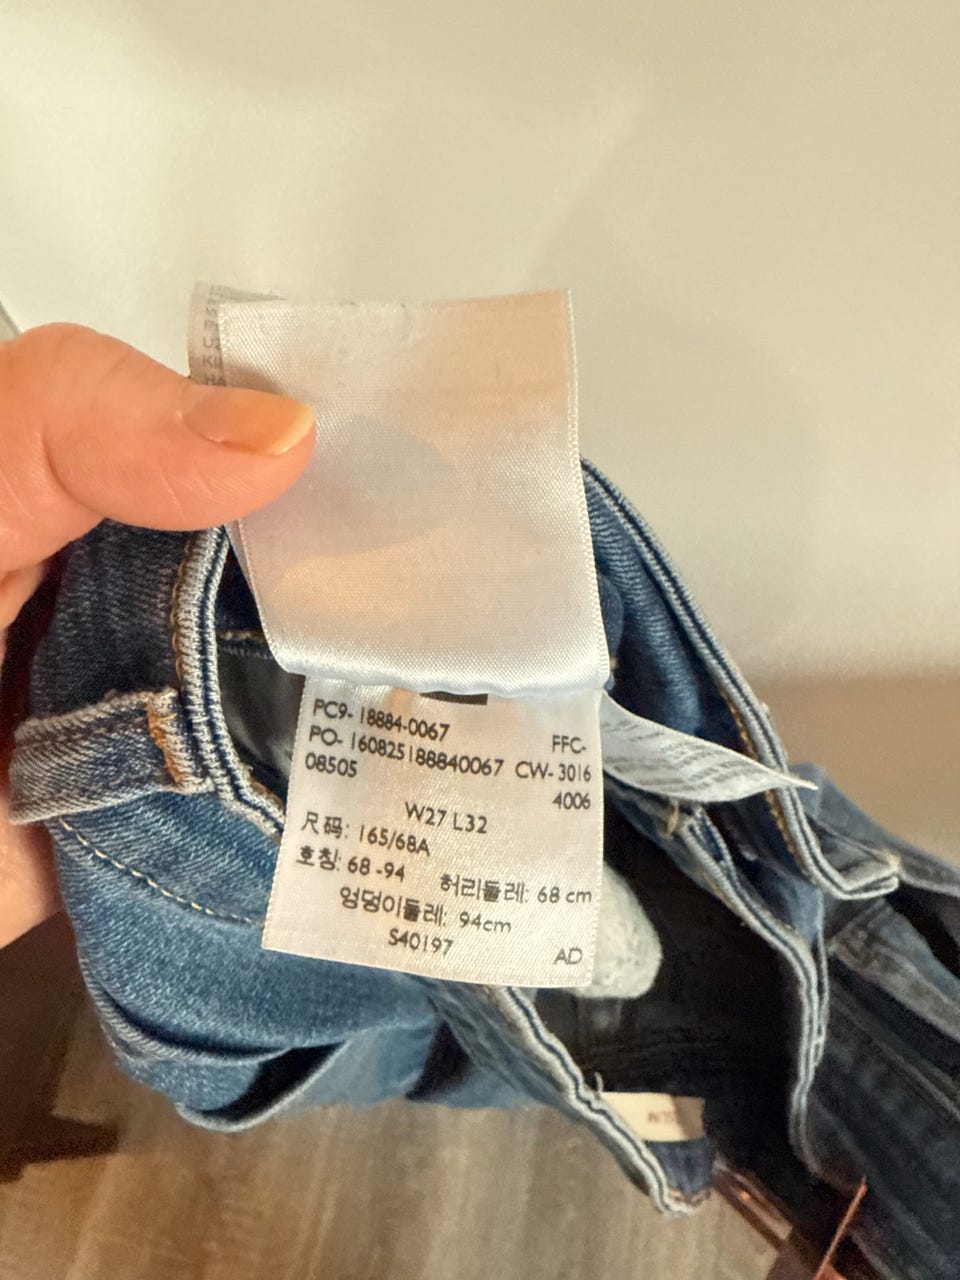 PC9- 18884-0067
FFC-
PO- 160825188840067 CW- 3016
08505
4006
W27 L32
尺码: 165/68A
호칭: 68 -94
허리둘레: 68 cm
엉덩이둘레: 94cm
S40197
AD